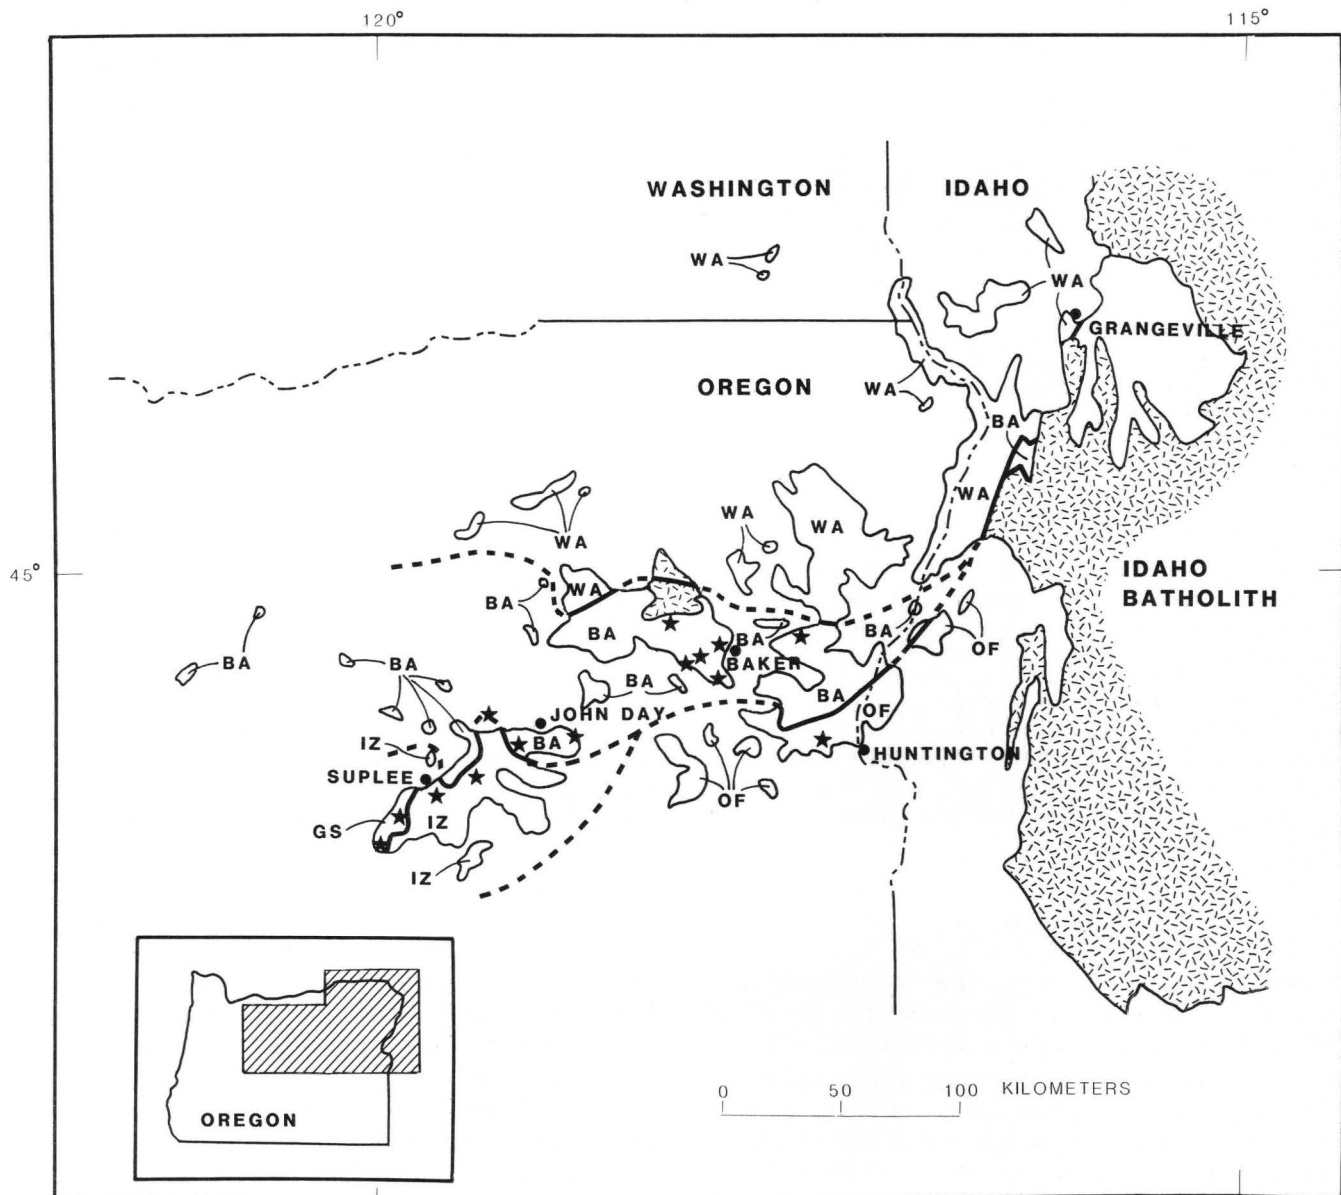 120°
115°
WASHINGTON
IDAHO
WA
WA
GRANGEVILLE
OREGON
WA
BA
WA
WA
WA
WA
45°
IDAHO
BATHOLITH
WA
BA
BA
BA
BA
OF
BA
BA
BAKER
BA
BA
OF
JOHN DAY
IZ
BA
HUNTINGTON
SUPLEE
OF
GS
IZ
IZ
0 50 100 KILOMETERS
OREGON